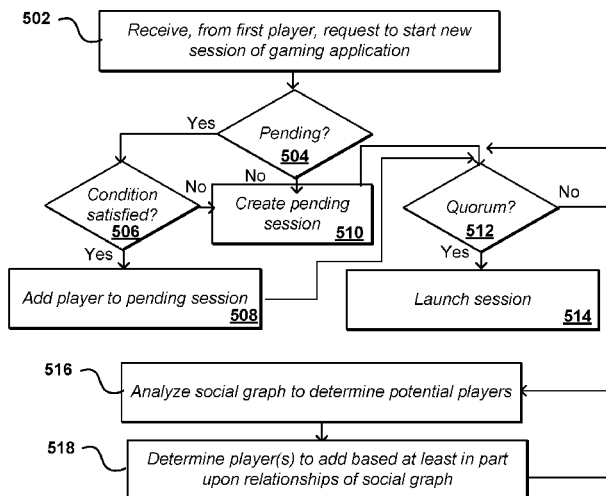 502
Receive, from first player, request to start new
session of gaming application
Yes
Pending?
504
No
Condition
satisfied?
506
No
Create pending
session
510
Quorum?
512
No
Yes
Yes
Add player to pending session
508
Launch session
514
516
Analyze social graph to determine potential players
518
Determine player(s) to add based at least in part
upon relationships of social graph